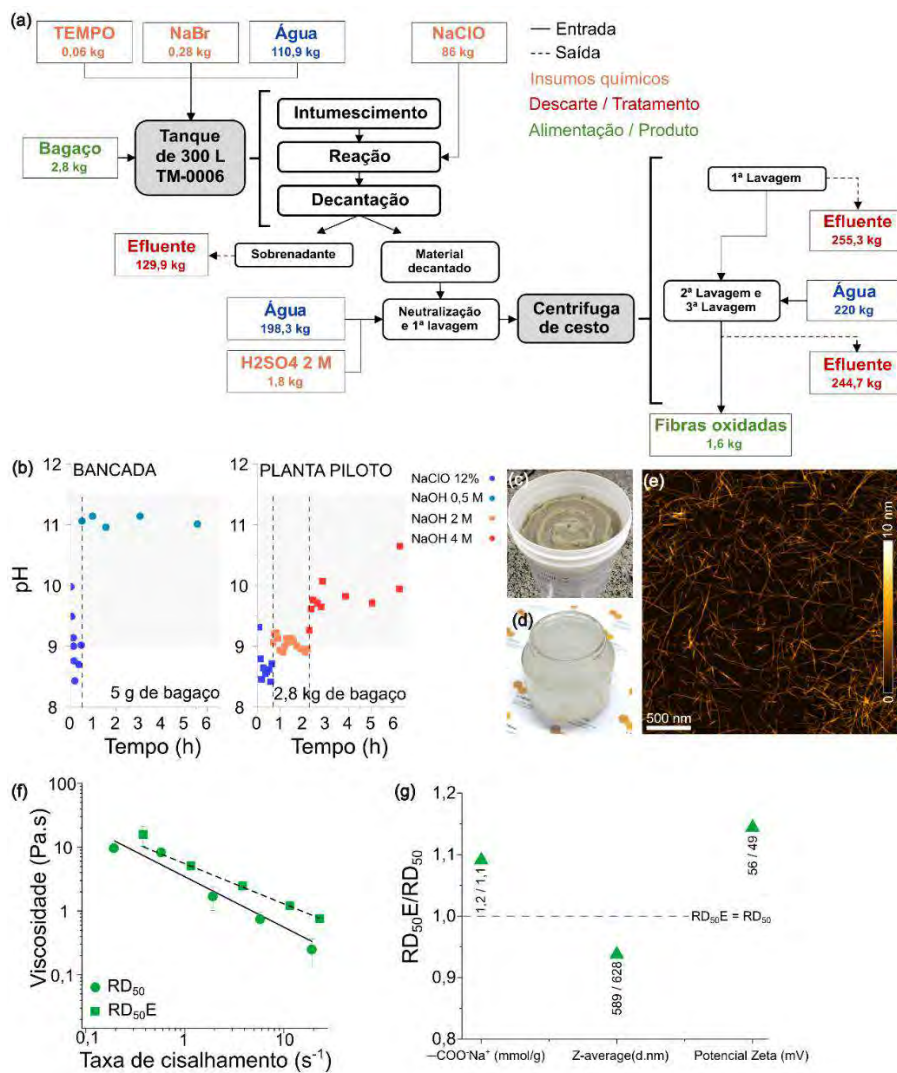 (a)
TEMPO
0,06 kg
NaBr
0,28 kg
Água
110,9 kg
NaClO
86 kg
Entrada
Saída
Insumos químicos
Descarte / Tratamento
Alimentação / Produto
Bagaço
2,8 kg
Tanque
de 300 L
TM-0006
Intumescimento
Reação
Decantação
1ª Lavagem
Efluente
255,3 kg
Efluente
129,9 kg
Sobrenadante
Material
decantado
Água
198,3 kg
H2SO4 2 M
1,8 kg
Neutralização
e 1ª lavagem
Centrifuga
de cesto
2ª Lavagem e
3ª Lavagem
Água
220 kg
Efluente
244,7 kg
Fibras oxidadas
1,6 kg
(b)
BANCADA
PLANTA PILOTO
NaClO 12%
NaOH 0,5 M
NaOH 2 M
NaOH 4 M
pH
12
11
10
9
8
0 1 2 3 4 5 6
Tempo (h)
5 g de bagaço
12
11
10
9
8
0 1 2 3 4 5 6
Tempo (h)
2,8 kg de bagaço
(c)
(d)
(e)
500 nm
10 nm
0
(f)
Viscosidade (Pa.s)
100
10
1
0,1
RD50
RD50E
0,1 1 10
Taxa de cisalhamento (s-1)
(g)
RD50E/RD50
1,2
1,1
1,0
0,9
0,8
1,2 / 1,1
589 / 628
56 / 49
RD50E = RD50
–COO-Na+ (mmol/g)
Z-average(d.nm)
Potencial Zeta (mV)